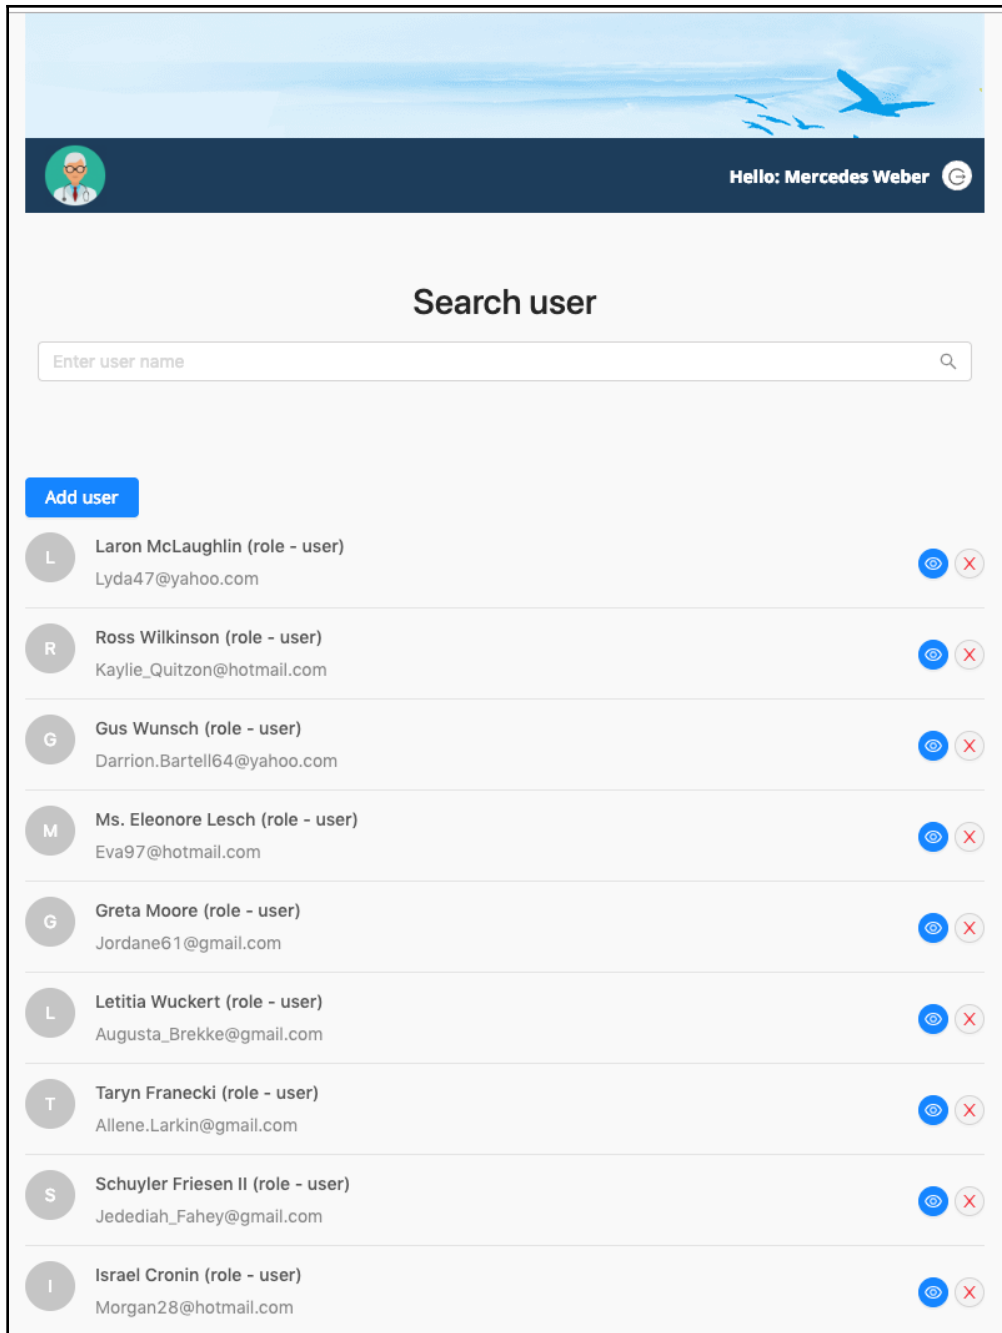 Hello: Mercedes Weber
Search user
Enter user name
Add user
L
Laron McLaughlin (role - user)
Lyda47@yahoo.com
R
Ross Wilkinson (role - user)
Kaylie_Quitzon@hotmail.com
G
Gus Wunsch (role - user)
Darrion.Bartell64@yahoo.com
M
Ms. Eleonore Lesch (role - user)
Eva97@hotmail.com
G
Greta Moore (role - user)
Jordane61@gmail.com
L
Letitia Wuckert (role - user)
Augusta_Brekke@gmail.com
T
Taryn Franecki (role - user)
Allene.Larkin@gmail.com
S
Schuyler Friesen II (role - user)
Jedediah_Fahey@gmail.com
I
Israel Cronin (role - user)
Morgan28@hotmail.com